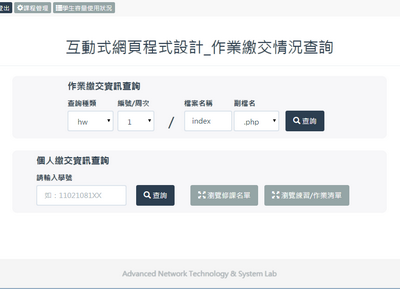 登出 課程管理 學生容量使用狀況
互動式網頁程式設計_作業繳交情況查詢
作業繳交資訊查詢
查詢種類 編號/周次 檔案名稱 副檔名
hw 1 / index .php 查詢
個人繳交資訊查詢
請輸入學號
如：11021081XX 查詢 瀏覽修課名單 瀏覽練習/作業清單
Advanced Network Technology & System Lab